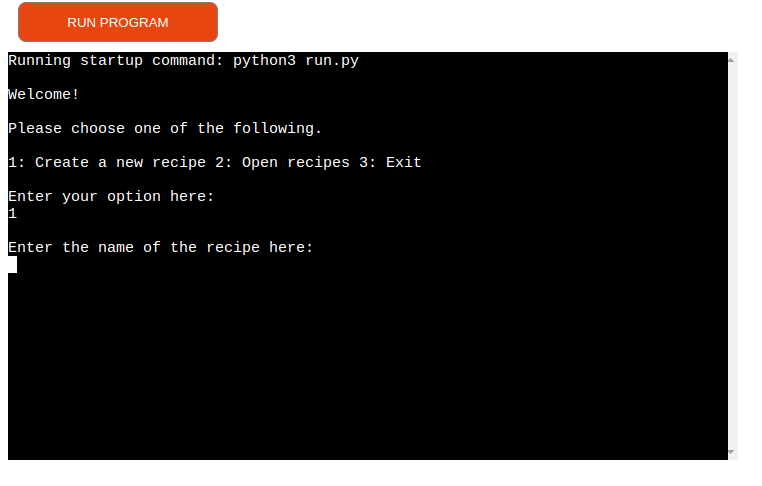 RUN PROGRAM
Running startup command: python3 run.py
Welcome!
Please choose one of the following.
1: Create a new recipe 2: Open recipes 3: Exit
Enter your option here:
1
Enter the name of the recipe here: